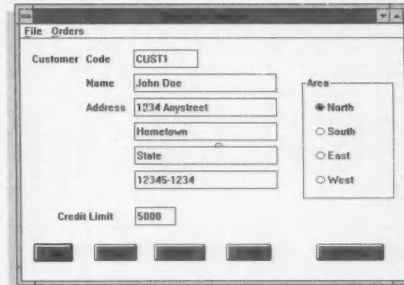 File Orders
Customer Code CUST1
Name John Doe
Address 1234 Anystreet
Hometown
State
12345-1234
Area
North
South
East
West
Credit Limit 5000